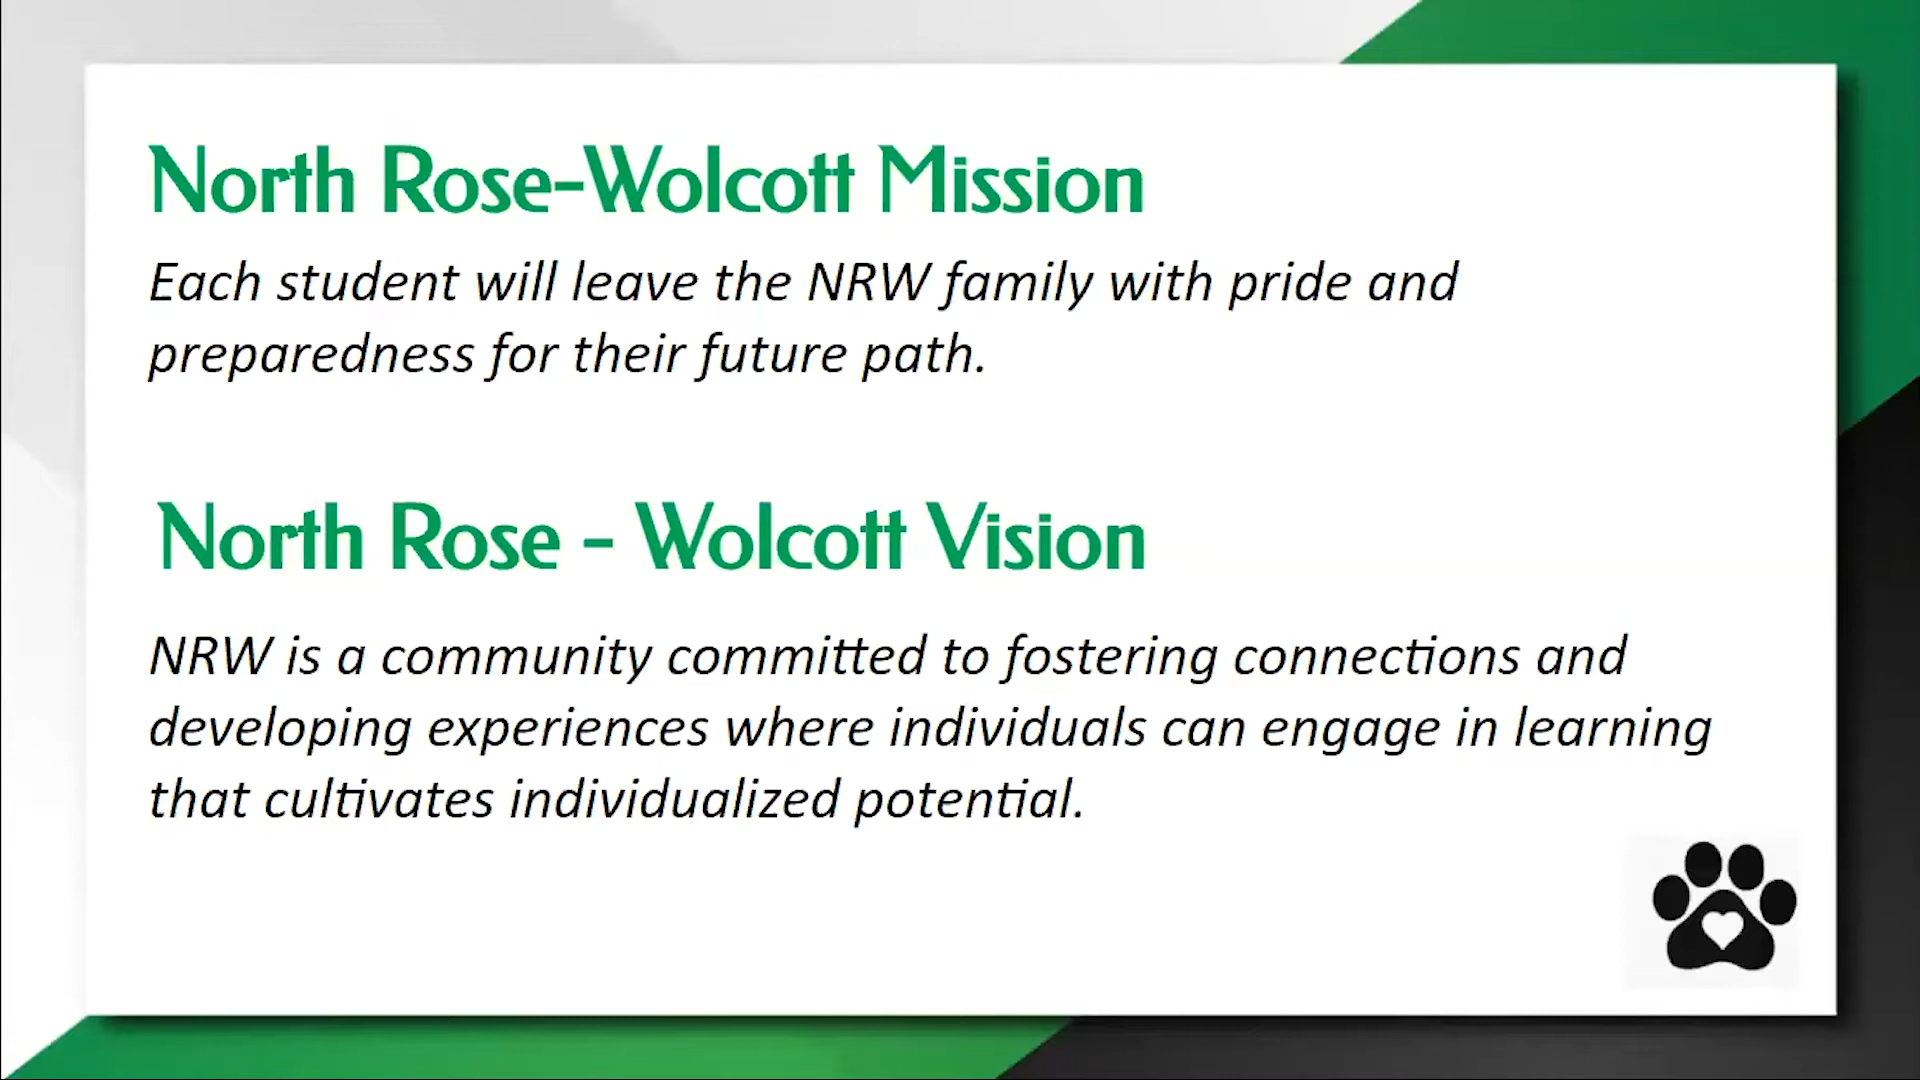 North Rose-Wolcott Mission
Each student will leave the NRW family with pride and
preparedness for their future path.
North Rose - Wolcott Vision
NRW is a community committed to fostering connections and
developing experiences where individuals can engage in learning
that cultivates individualized potential.